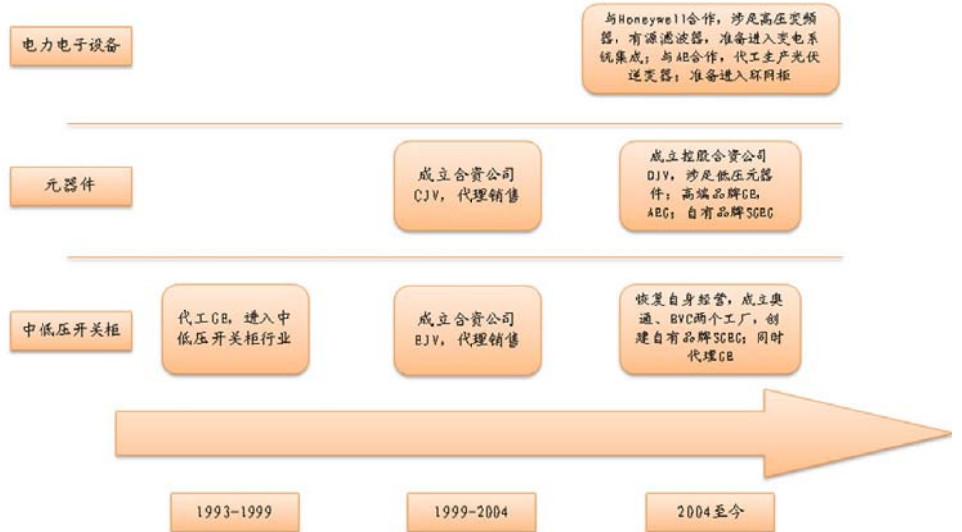 电力电子设备
与Honeywell合作，涉足高压变频
器，有源滤波器，准备进入变电系
统集成；与AE合作，代工生产光伏
逆变器；准备进入环网柜
元器件
成立合资公司
CJV，代理销售
成立控股合资公司
DJV，涉足低压元器
件；高端品牌GE，
AEG；自有品牌SGEG
中低压开关柜
代工GE，进入中
低压开关柜行业
成立合资公司
EJV，代理销售
恢复自身经营，成立奥
通、BVC两个工厂，创
建自有品牌SGEG；同时
代理GE
1993-1999
1999-2004
2004至今